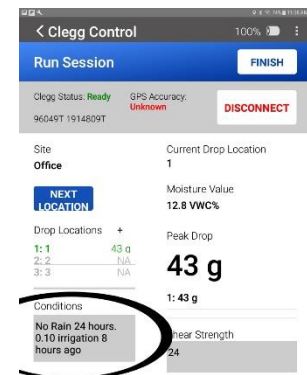 < Clegg Control 100%
Run Session FINISH
Clegg Status: Ready GPS Accuracy: Unknown
96049T 1914809T DISCONNECT
Site
Office
Current Drop Location
1
NEXT LOCATION
Moisture Value
12.8 VWC%
Drop Locations +
1: 1 43 g
2: 2 NA
3: 3 NA
Peak Drop
43 g
1: 43 g
Conditions
No Rain 24 hours.
0.10 irrigation 8
hours ago
Shear Strength
24